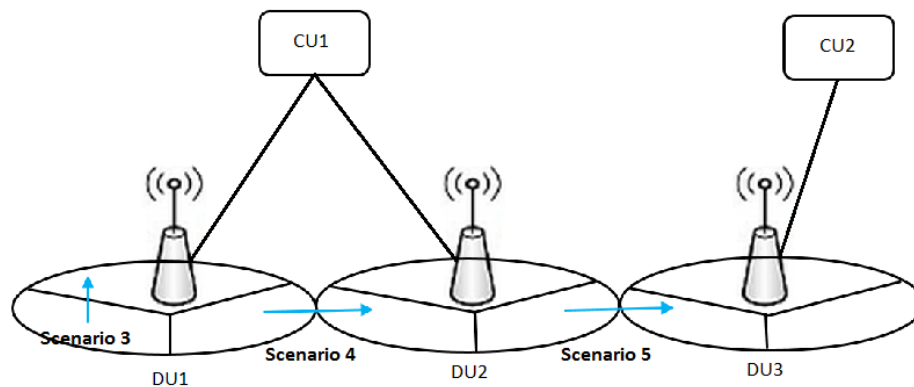 CU1
CU2
Scenario 3
Scenario 4
Scenario 5
DU1
DU2
DU3